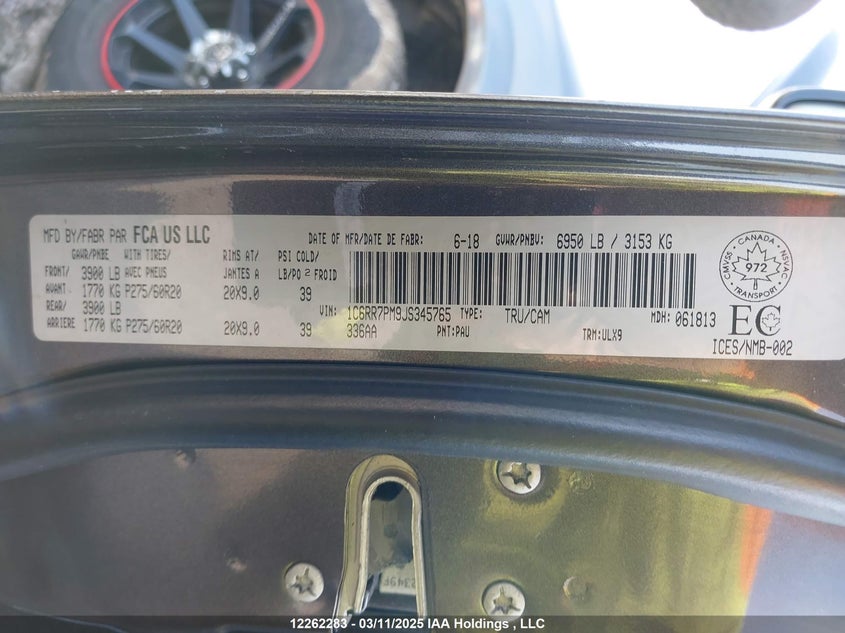 MFD BY/FABR PAR FCA US LLC DATE OF MFR/DATE DE FABR: 6-18 GVWR/PNBV: 6950 LB / 3153 KG
GAWR/PNBE WITH TIRES/ RIMS AT/ PSI COLD/
FRONT/ 3900 LB AVEC PNEUS JANTES A LB/PO 2 FROID
AVANT 1770 KG P275/60R20 20X9.0 39
REAR/ 3900 LB VIN: 1C6RR7PM9JS345765 TYPE: TRU/CAM MDH: 061813
ARRIERE 1770 KG P275/60R20 20X9.0 39 336AA PNT:PAU TRM:ULX9
CANADA
CMVSS NSVAC
972
TRANSPORT
EC
ICES/NMB-002
12262283 - 03/11/2025 IAA Holdings , LLC